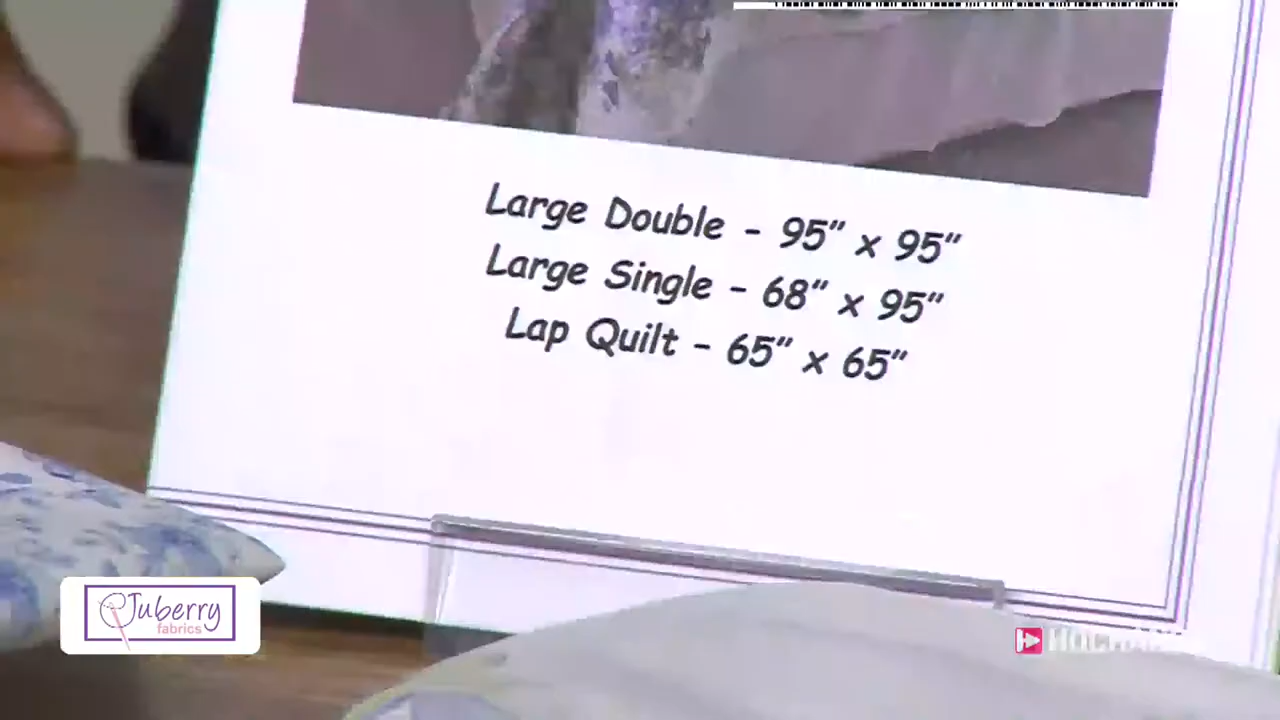 Large Double - 95" x 95"
Large Single - 68" x 95"
Lap Quilt - 65" x 65"
Juberry
fabrics